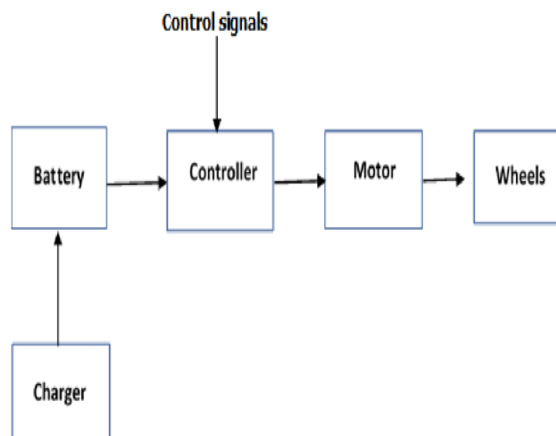 Control signals
Battery
Controller
Motor
Wheels
Charger